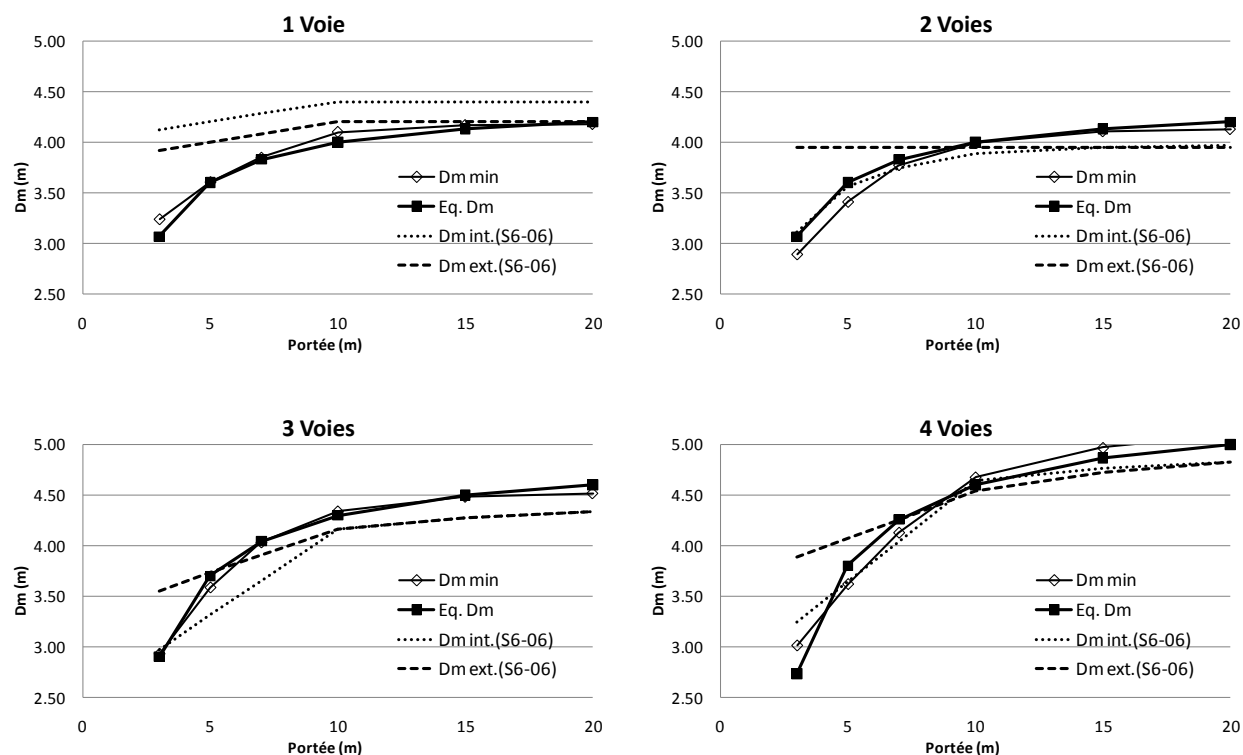 1 Voie
5.00
4.50
4.00
3.50
3.00
2.50
Dm (m)
0 5 10 15 20
Portée (m)
Dm min
Eq. Dm
Dm int.(S6-06)
Dm ext.(S6-06)
2 Voies
5.00
4.50
4.00
3.50
3.00
2.50
Dm (m)
0 5 10 15 20
Portée (m)
Dm min
Eq. Dm
Dm int.(S6-06)
Dm ext.(S6-06)
3 Voies
5.00
4.50
4.00
3.50
3.00
2.50
Dm (m)
0 5 10 15 20
Portée (m)
Dm min
Eq. Dm
Dm int.(S6-06)
Dm ext.(S6-06)
4 Voies
5.00
4.50
4.00
3.50
3.00
2.50
Dm (m)
0 5 10 15 20
Portée (m)
Dm min
Eq. Dm
Dm int.(S6-06)
Dm ext.(S6-06)